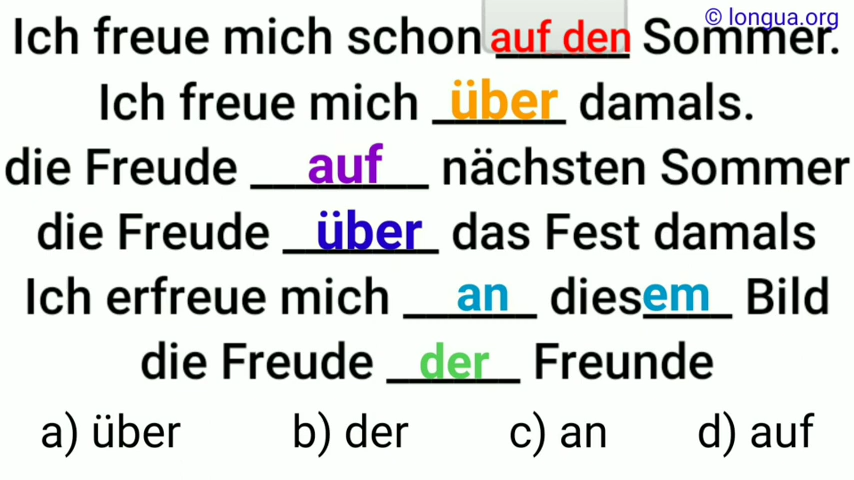 © longua.org
Ich freue mich schon auf den Sommer.
Ich freue mich über damals.
die Freude auf nächsten Sommer
die Freude über das Fest damals
Ich erfreue mich an diesem Bild
die Freude der Freunde
a) über b) der c) an d) auf